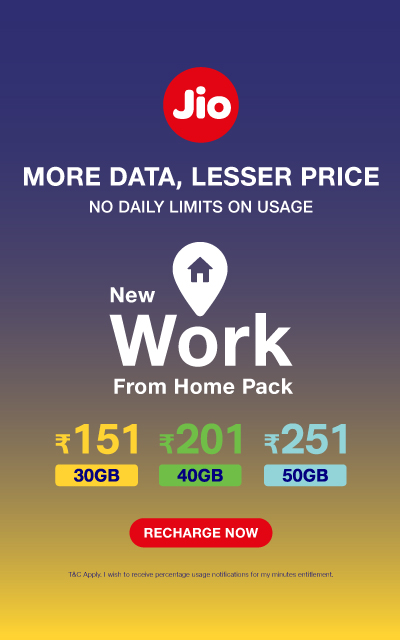 Jio
MORE DATA, LESSER PRICE
NO DAILY LIMITS ON USAGE
New
Work
From Home Pack
₹151 ₹201 ₹251
30GB 40GB 50GB
RECHARGE NOW
T&C Apply. I wish to receive percentage usage notifications for my minutes entitlement.